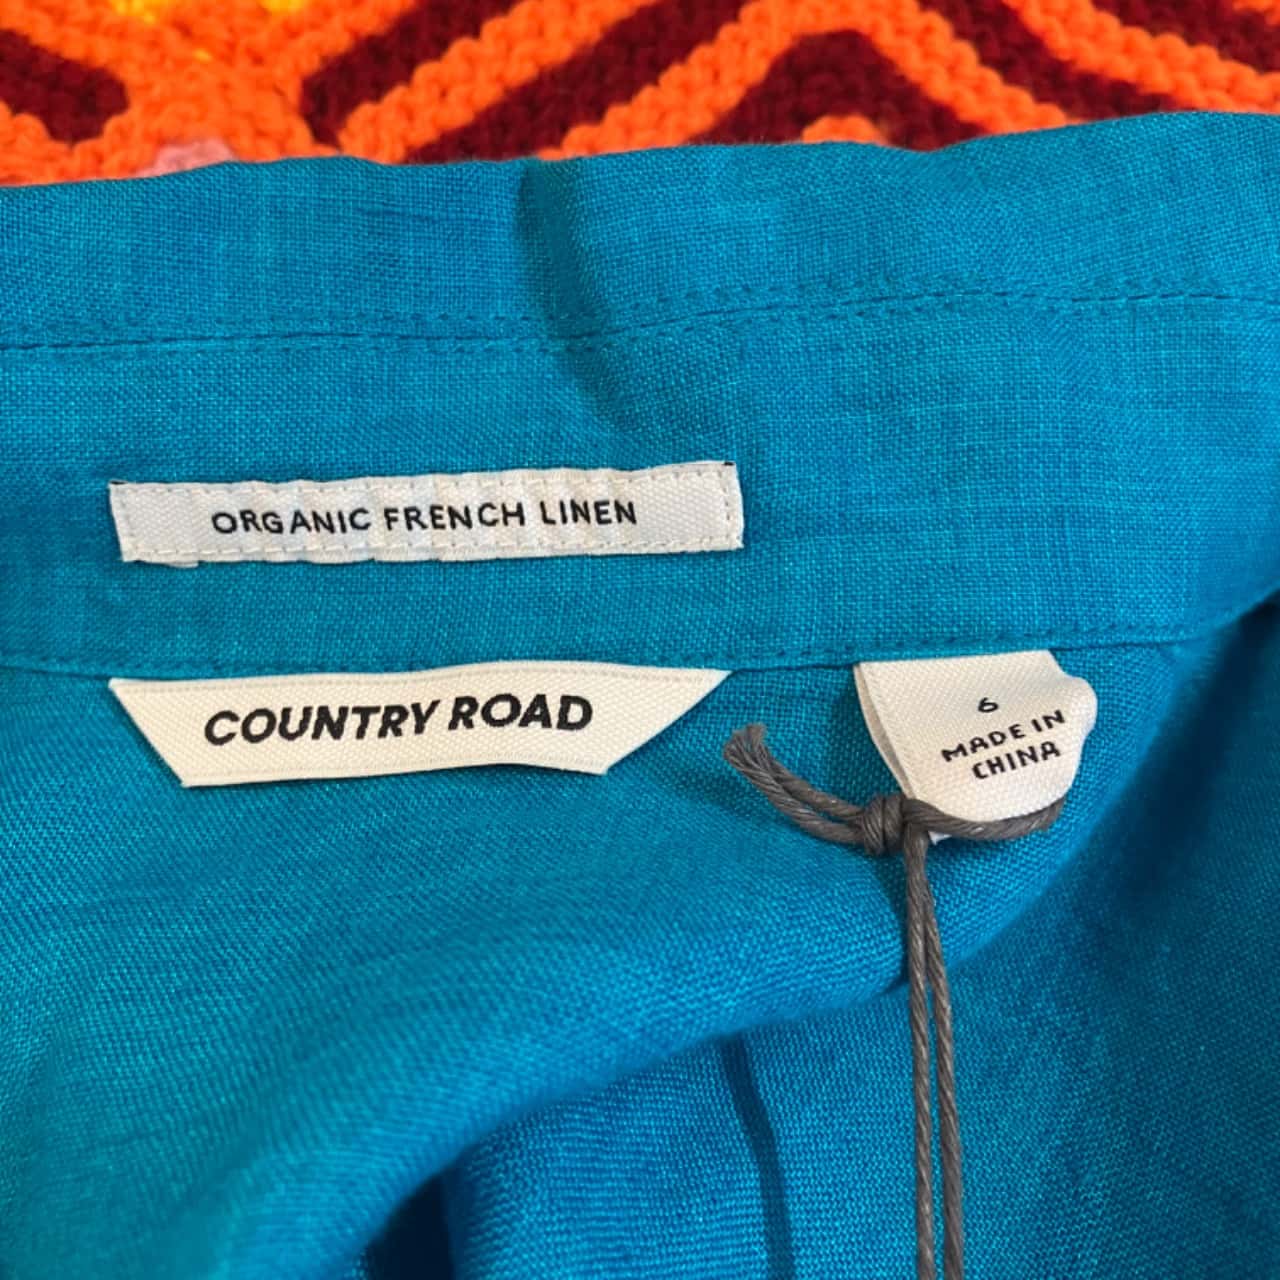 ORGANIC FRENCH LINEN
COUNTRY ROAD
6
MADE IN
CHINA